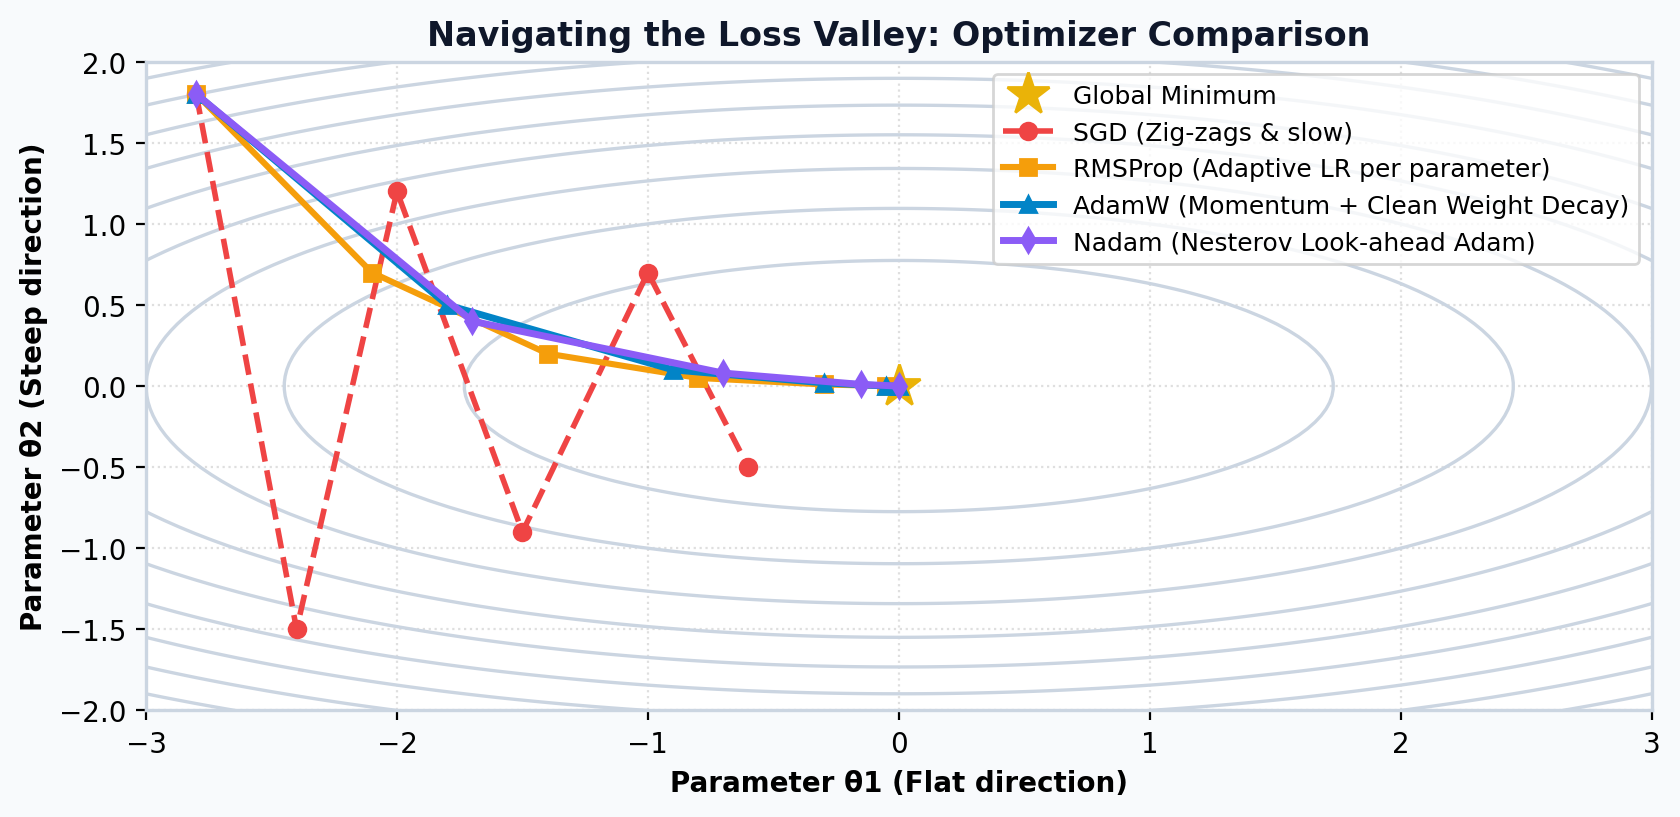 Navigating the Loss Valley: Optimizer Comparison
Global Minimum
SGD (Zig-zags & slow)
RMSProp (Adaptive LR per parameter)
AdamW (Momentum + Clean Weight Decay)
Nadam (Nesterov Look-ahead Adam)
Parameter θ2 (Steep direction)
2.0
1.5
1.0
0.5
0.0
−0.5
−1.0
−1.5
−2.0
−3 −2 −1 0 1 2 3
Parameter θ1 (Flat direction)